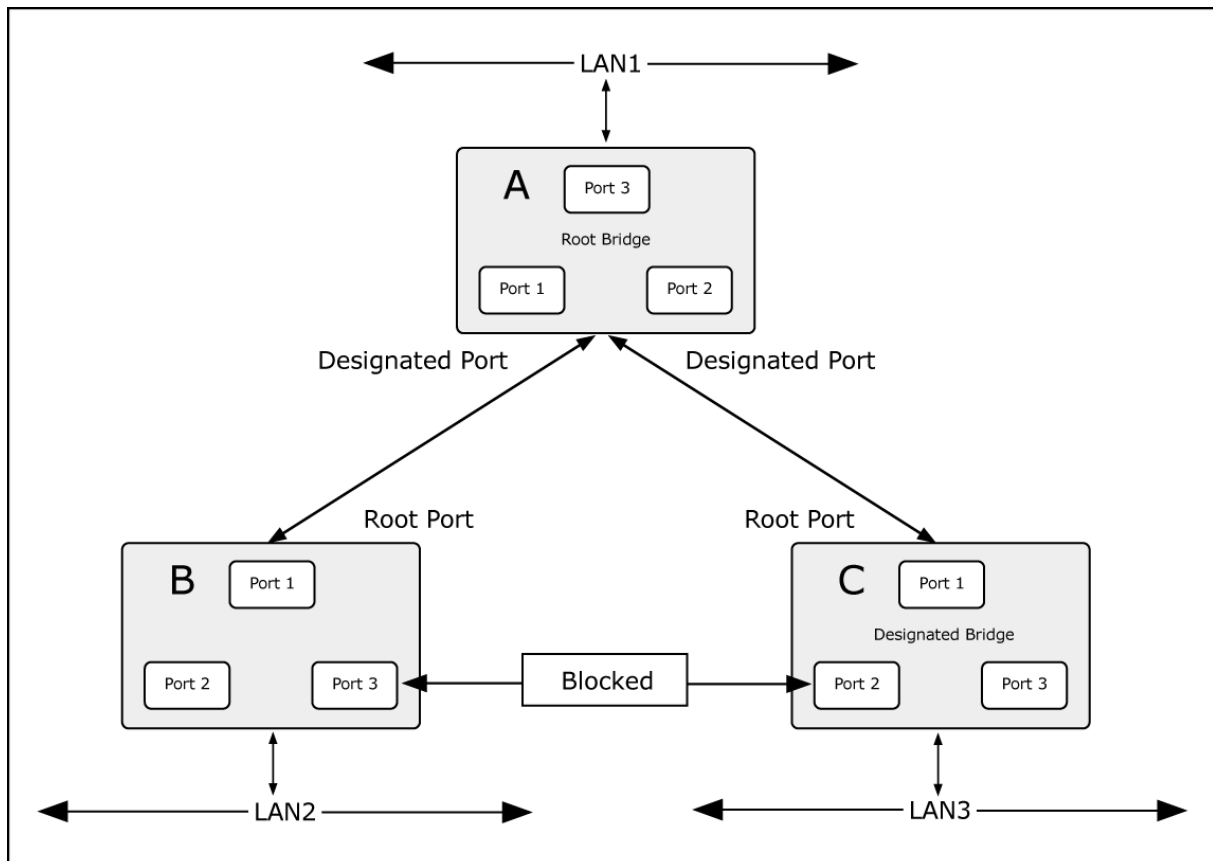 LAN1
A
Port 3
Root Bridge
Port 1
Port 2
Designated Port
Designated Port
Root Port
Root Port
B
Port 1
C
Port 1
Designated Bridge
Port 2
Port 3
Blocked
Port 2
Port 3
LAN2
LAN3